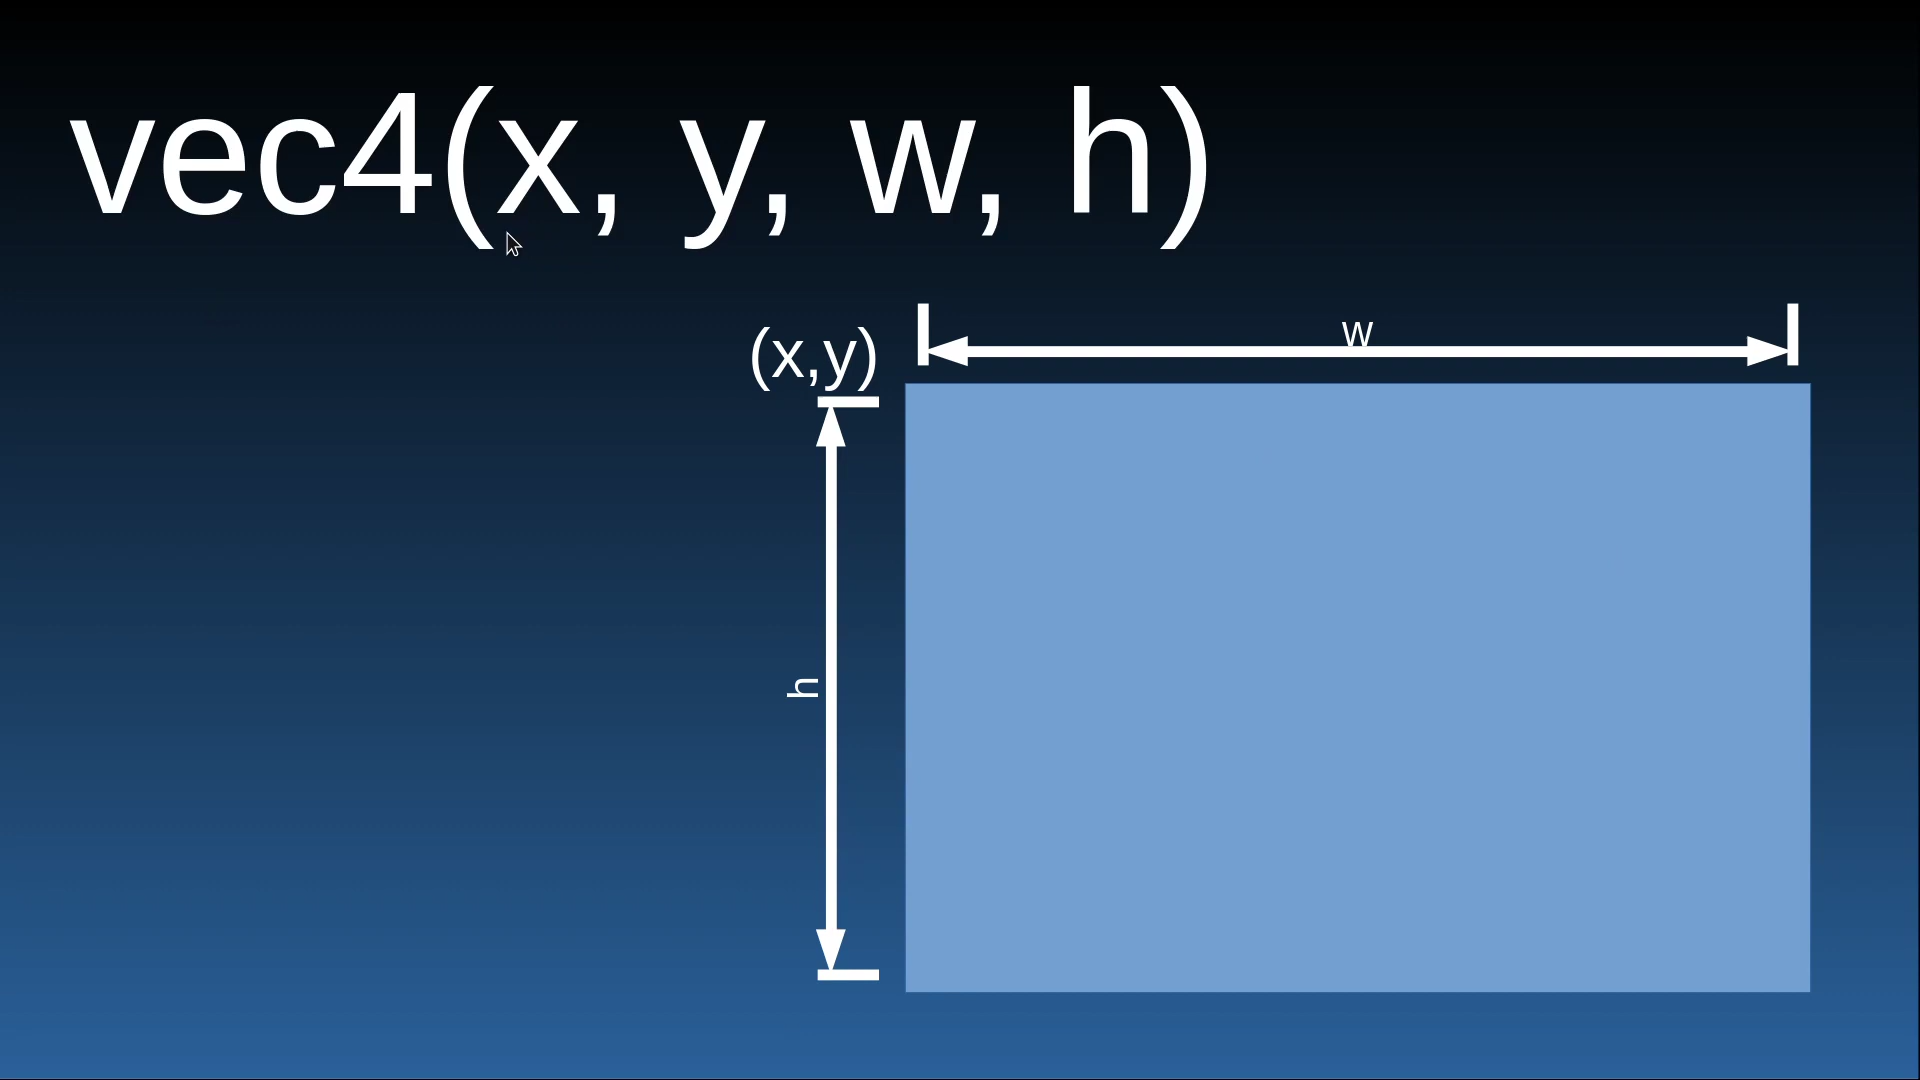 vec4(x, y, w, h)
w
(x,y)
h